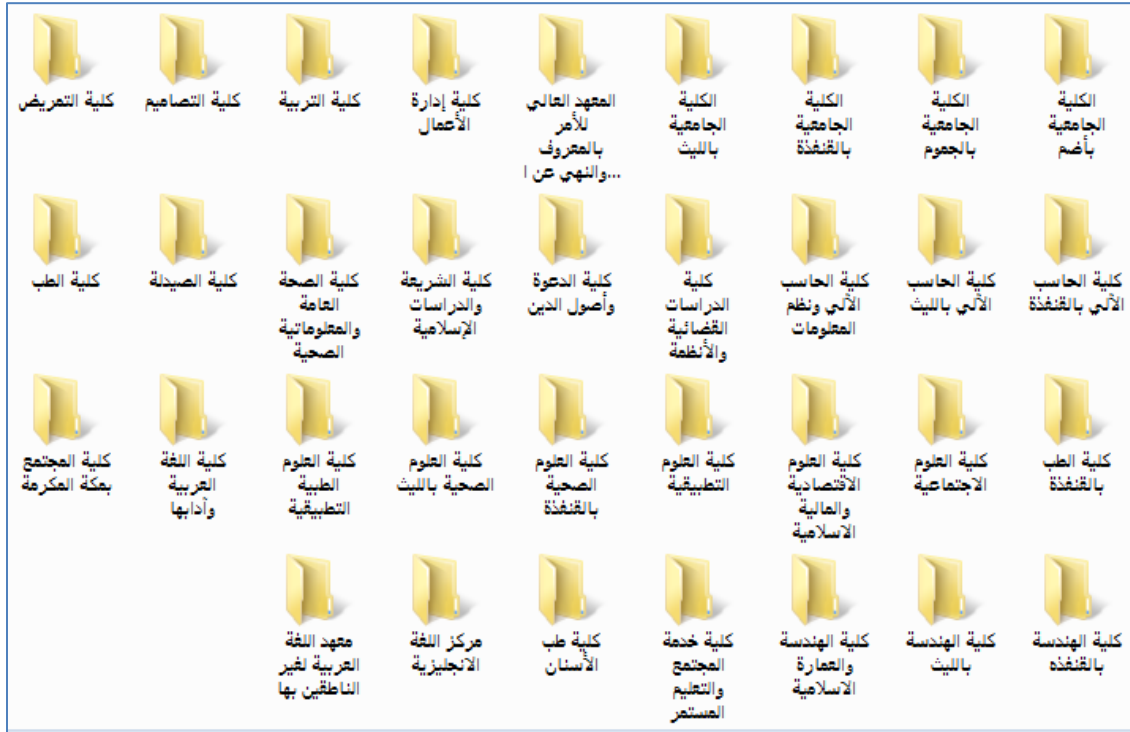 الكلية
الجامعية
بأضم
الكلية
الجامعية
بالجموم
الكلية
الجامعية
بالقنفذة
الكلية
الجامعية
بالليث
المعهد العالي
للأمر
بالمعروف
والنهي عن ا...
كلية إدارة
الأعمال
كلية التربية
كلية التصاميم
كلية التمريض
كلية الحاسب
الآلي بالقنفذة
كلية الحاسب
الآلي بالليث
كلية الحاسب
الآلي ونظم
المعلومات
كلية
الدراسات
القضائية
والأنظمة
كلية الدعوة
وأصول الدين
كلية الشريعة
والدراسات
الإسلامية
كلية الصحة
العامة
والمعلوماتية
الصحية
كلية الصيدلة
كلية الطب
كلية الطب
بالقنفذة
كلية العلوم
الاجتماعية
كلية العلوم
الاقتصادية
والمالية
الاسلامية
كلية العلوم
التطبيقية
كلية العلوم
الصحية
بالقنفذة
كلية العلوم
الصحية بالليث
كلية العلوم
الطبية
التطبيقية
كلية اللغة
العربية
وآدابها
كلية المجتمع
بمكة المكرمة
كلية الهندسة
بالقنفذه
كلية الهندسة
بالليث
كلية الهندسة
والعمارة
الاسلامية
كلية خدمة
المجتمع
والتعليم
المستمر
كلية طب
الأسنان
مركز اللغة
الانجليزية
معهد اللغة
العربية لغير
الناطقين بها